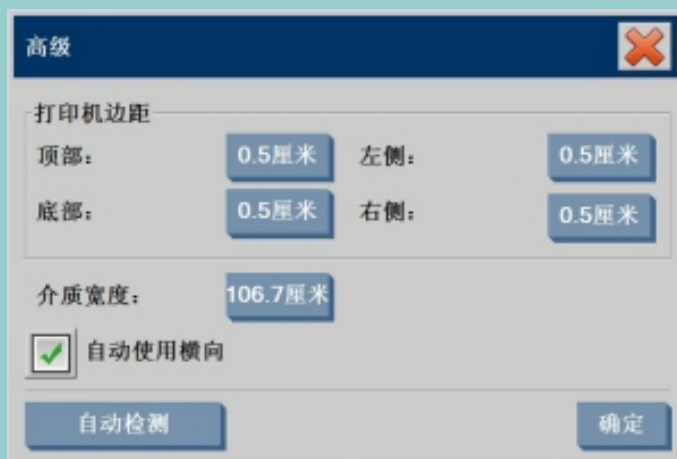 高级
打印机边距
顶部： 0.5厘米 左侧： 0.5厘米
底部： 0.5厘米 右侧： 0.5厘米
介质宽度： 106.7厘米
自动使用横向
自动检测 确定